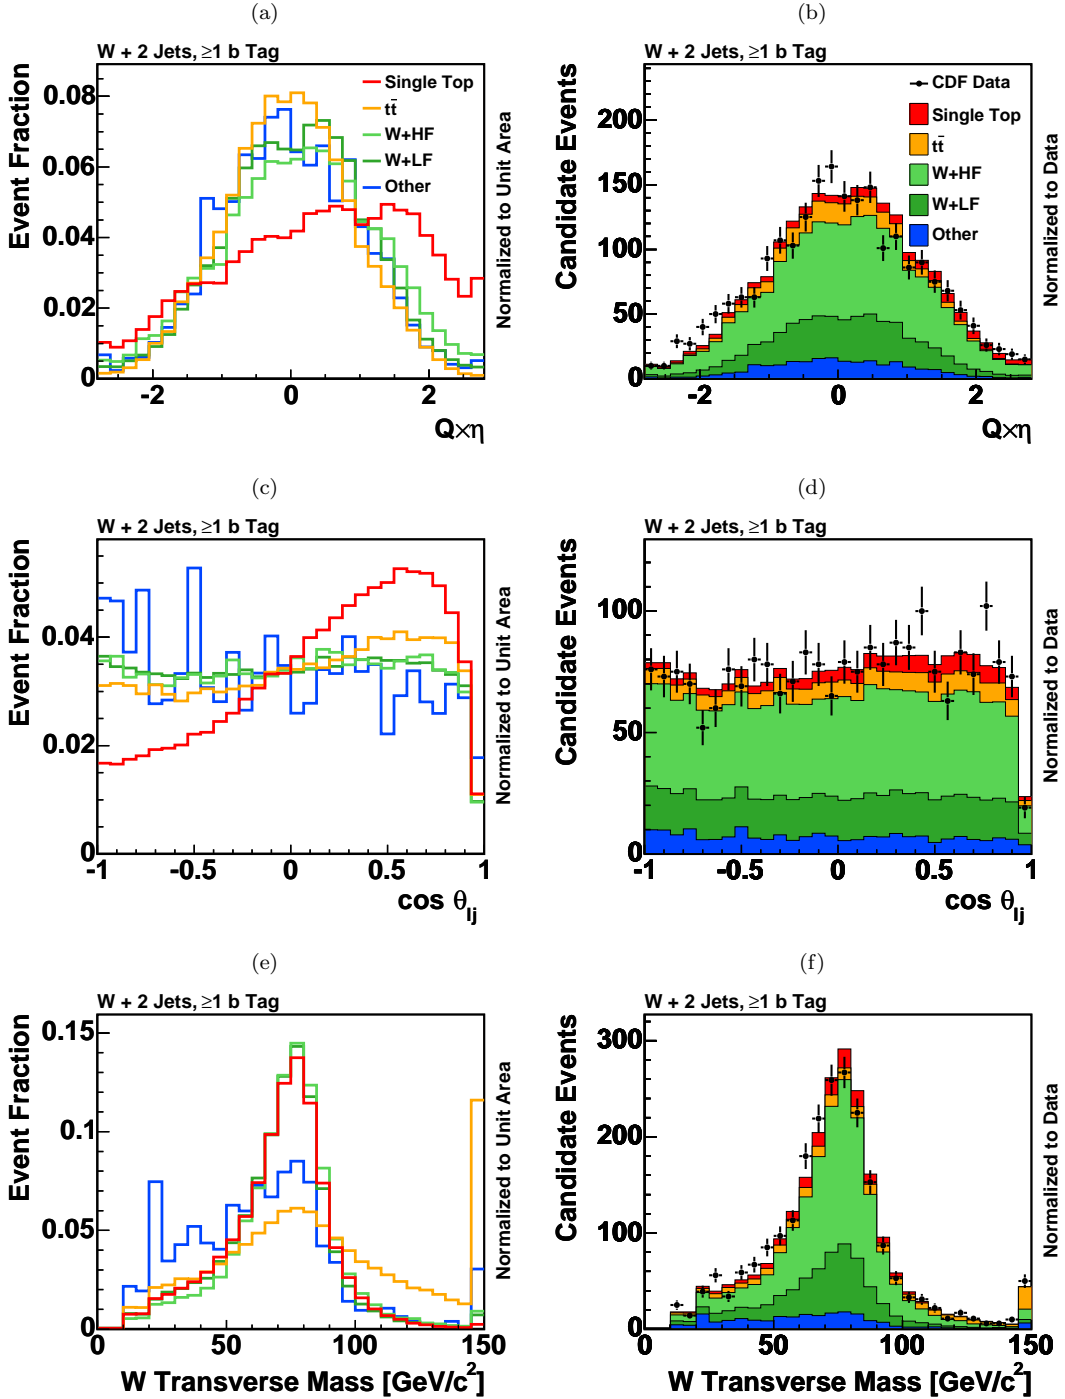 (a)
W + 2 Jets, ≥1 b Tag
Event Fraction
0.08
0.06
0.04
0.02
0
-2
0
2
Q×η
Normalized to Unit Area
Single Top
tt̄
W+HF
W+LF
Other
(b)
W + 2 Jets, ≥1 b Tag
Candidate Events
200
150
100
50
0
-2
0
2
Q×η
Normalized to Data
CDF Data
Single Top
tt̄
W+HF
W+LF
Other
(c)
W + 2 Jets, ≥1 b Tag
Event Fraction
0.04
0.02
0
-1
-0.5
0
0.5
1
cos θlj
Normalized to Unit Area
(d)
W + 2 Jets, ≥1 b Tag
Candidate Events
100
50
0
-1
-0.5
0
0.5
1
cos θlj
Normalized to Data
(e)
W + 2 Jets, ≥1 b Tag
Event Fraction
0.15
0.1
0.05
0
0
50
100
150
W Transverse Mass [GeV/c²]
Normalized to Unit Area
(f)
W + 2 Jets, ≥1 b Tag
Candidate Events
300
200
100
0
0
50
100
150
W Transverse Mass [GeV/c²]
Normalized to Data